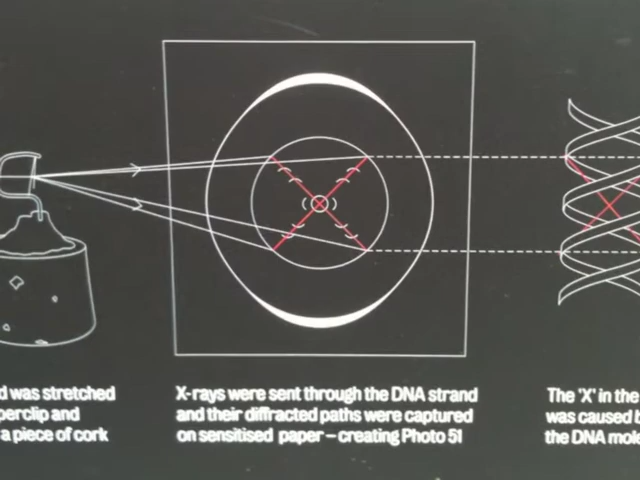 d was stretched
perclip and
a piece of cork
X-rays were sent through the DNA strand
and their diffracted paths were captured
on sensitised paper – creating Photo 51
The 'X' in the
was caused b
the DNA mole